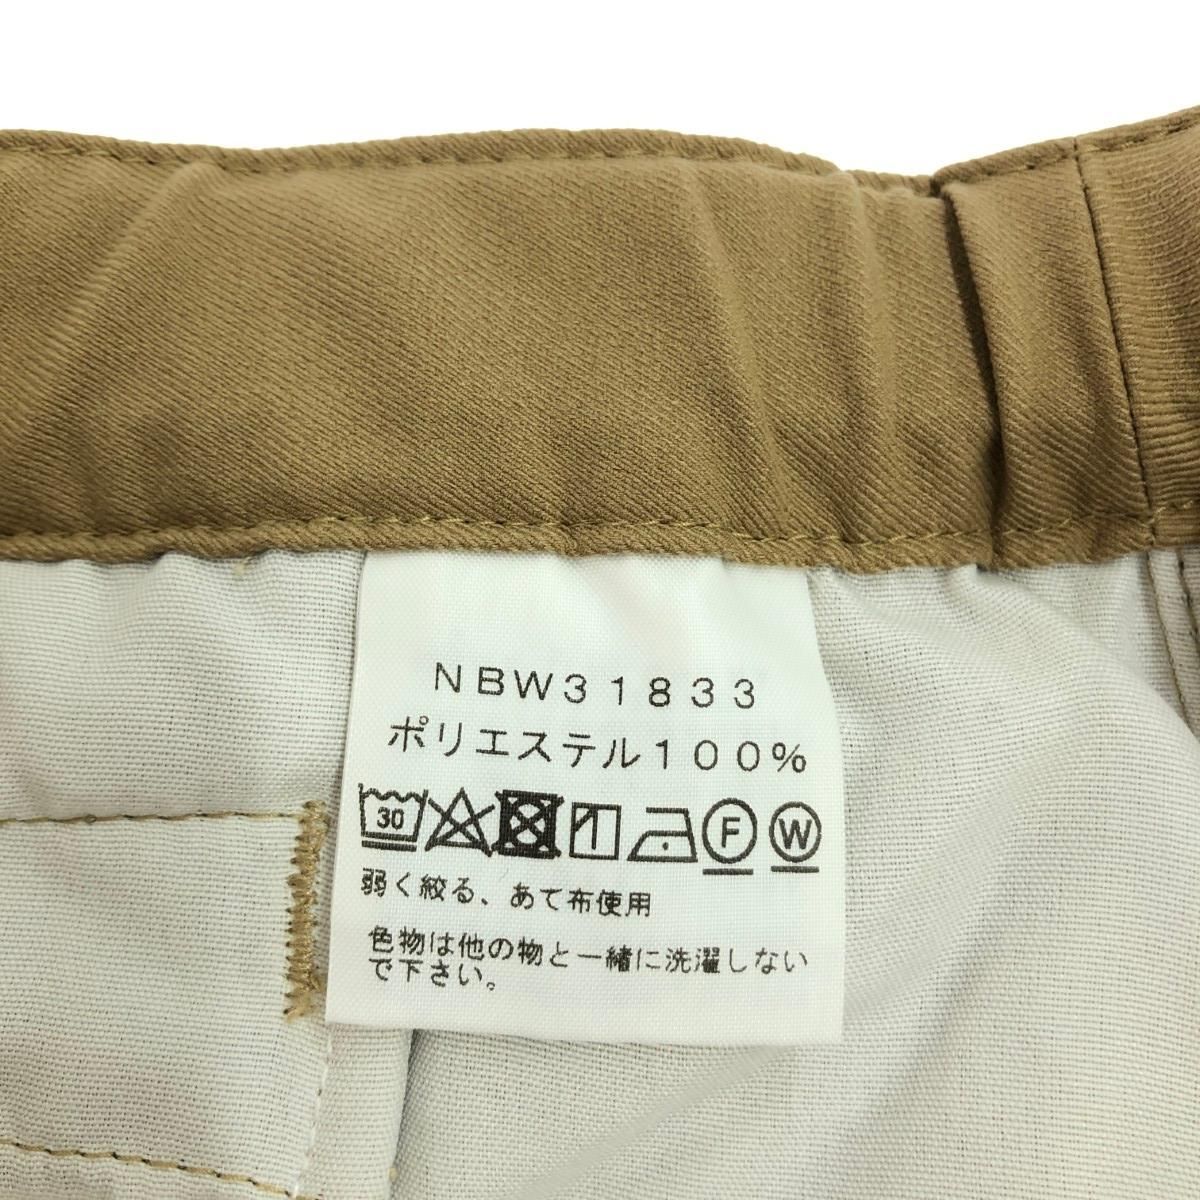 NBW31833
ポリエステル100%
30 F W
弱く絞る、あて布使用
色物は他の物と一緒に洗濯しない
で下さい。